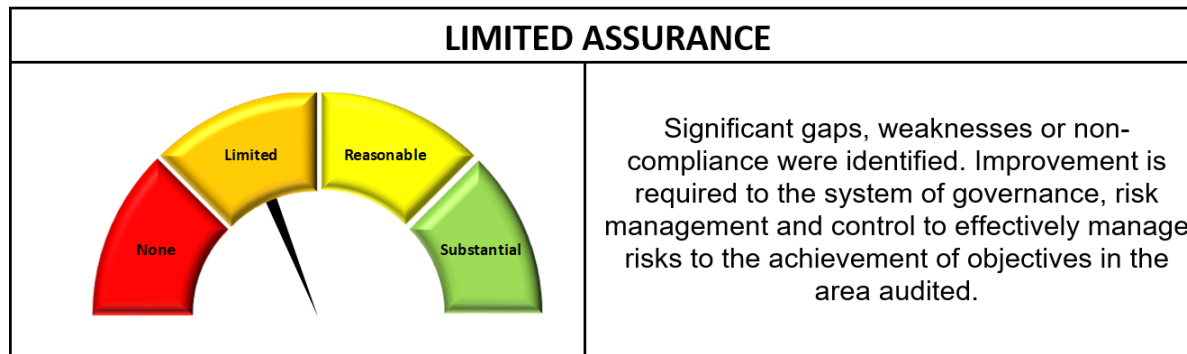 LIMITED ASSURANCE
Limited
Reasonable
None
Substantial
Significant gaps, weaknesses or non-
compliance were identified. Improvement is
required to the system of governance, risk
management and control to effectively manage
risks to the achievement of objectives in the
area audited.